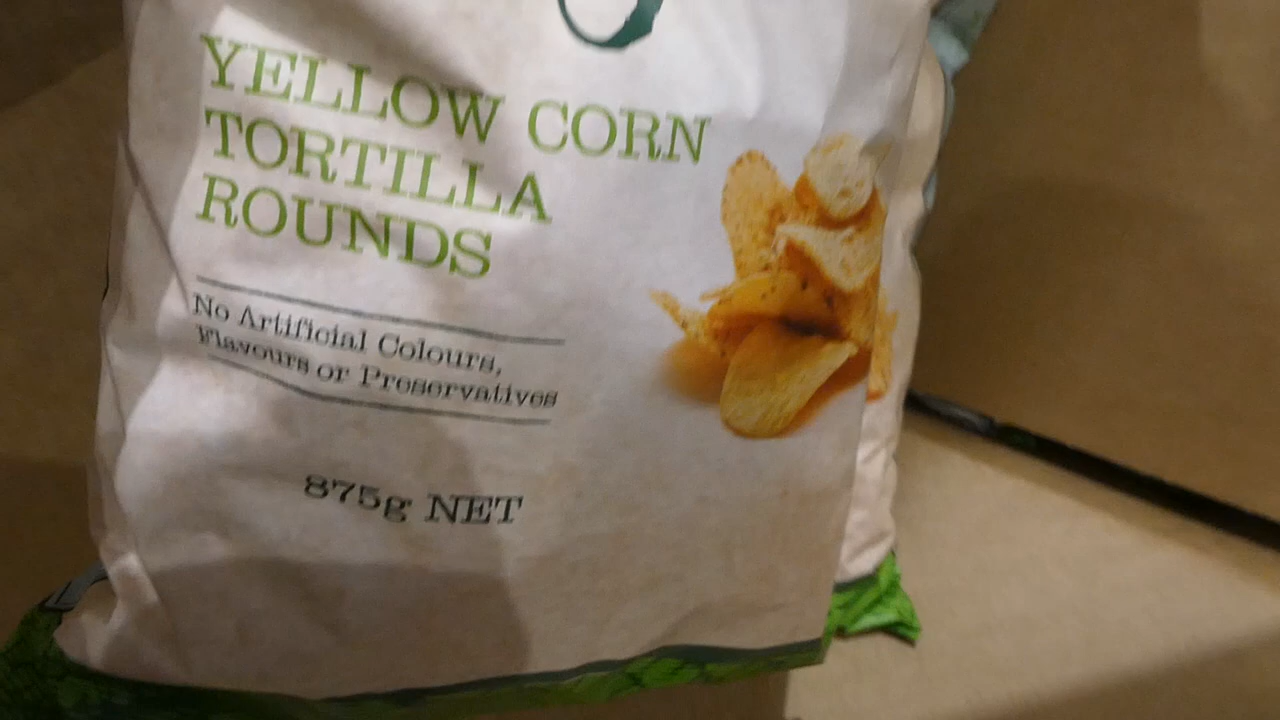 YELLOW CORN
TORTILLA
ROUNDS
No Artificial Colours,
Flavours or Preservatives
875g NET